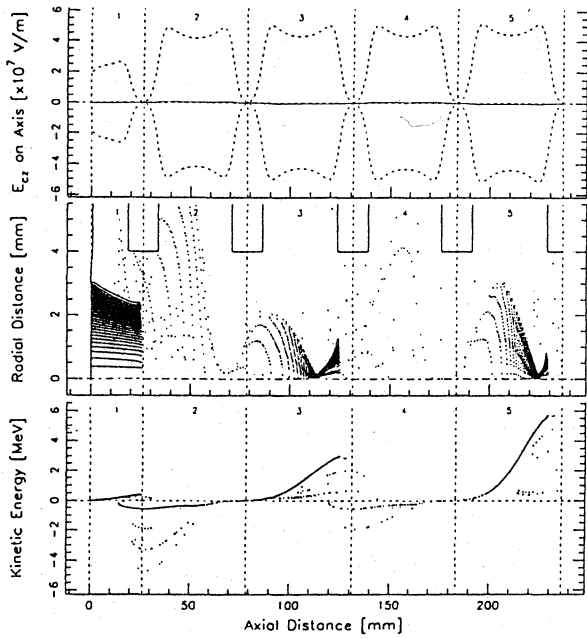 E_cz on Axis [x10^7 V/m]
6
4
2
0
-2
-4
-6
1 2 3 4 5
Radial Distance [mm]
4
2
0
1 2 3 4 5
Kinetic Energy [MeV]
6
4
2
0
-2
-4
-6
1 2 3 4 5
0 50 100 150 200
Axial Distance [mm]